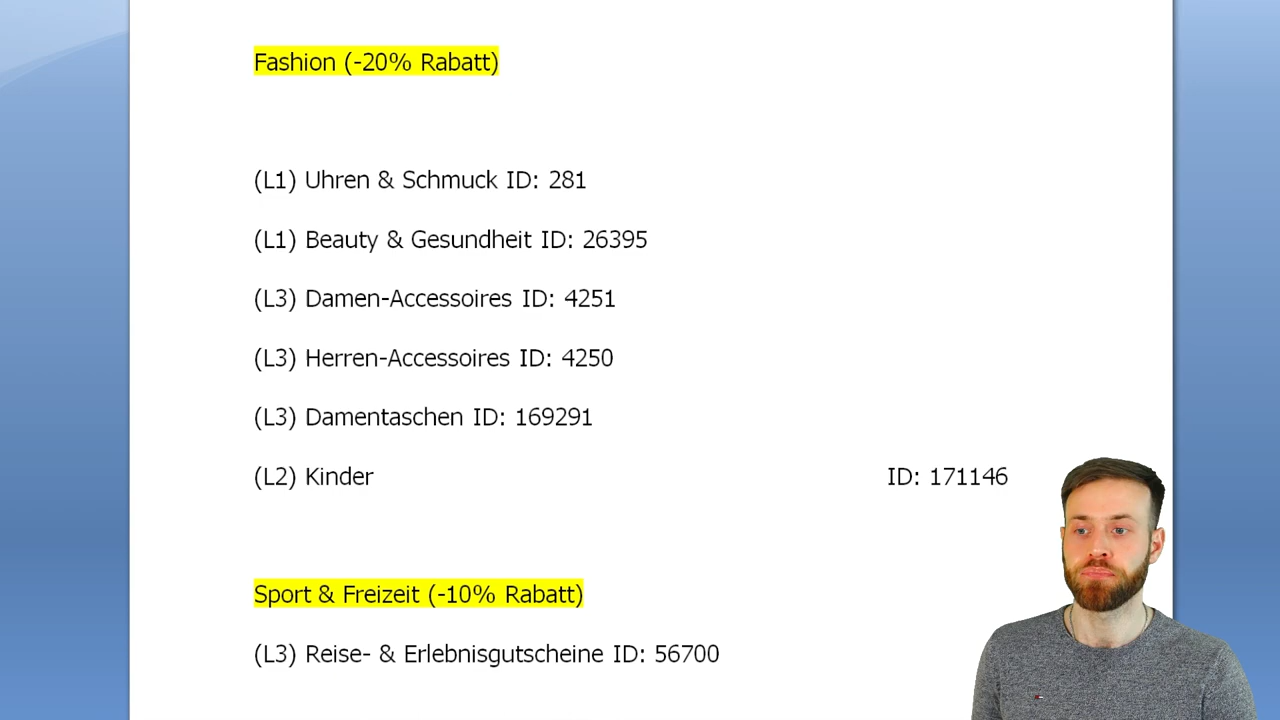 Fashion (-20% Rabatt)
(L1) Uhren & Schmuck ID: 281
(L1) Beauty & Gesundheit ID: 26395
(L3) Damen-Accessoires ID: 4251
(L3) Herren-Accessoires ID: 4250
(L3) Damentaschen ID: 169291
(L2) Kinder ID: 171146
Sport & Freizeit (-10% Rabatt)
(L3) Reise- & Erlebnisgutscheine ID: 56700